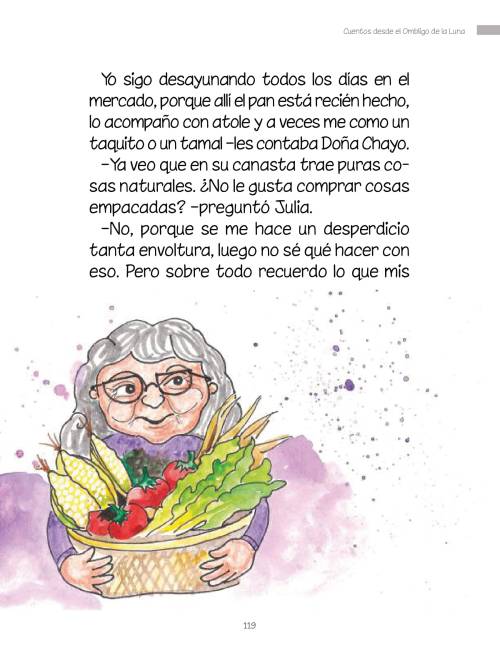 Cuentos desde el Ombligo de la Luna
Yo sigo desayunando todos los días en el
mercado, porque allí el pan está recién hecho,
lo acompaño con atole y a veces me como un
taquito o un tamal –les contaba Doña Chayo.
–Ya veo que en su canasta trae puras co-
sas naturales. ¿No le gusta comprar cosas
empacadas? –preguntó Julia.
–No, porque se me hace un desperdicio
tanta envoltura, luego no sé qué hacer con
eso. Pero sobre todo recuerdo lo que mis
119